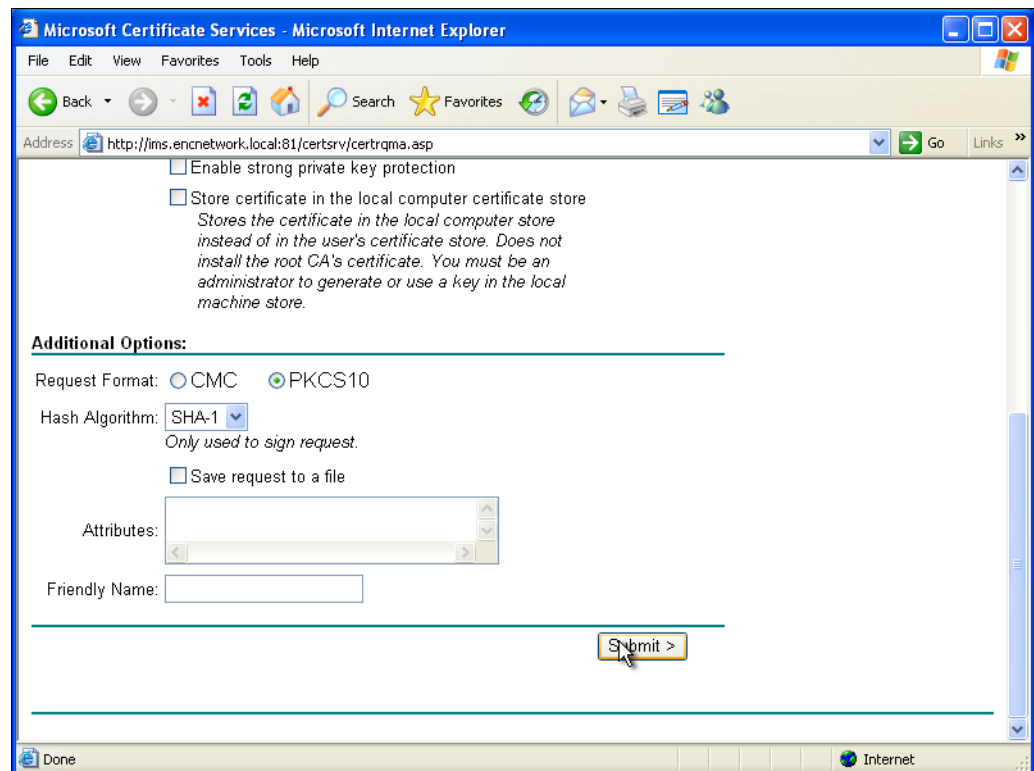 Microsoft Certificate Services - Microsoft Internet Explorer
File Edit View Favorites Tools Help
Back Search Favorites
Address http://ims.encnetwork.local:81/certsrv/certrqma.asp Go Links »
Enable strong private key protection
Store certificate in the local computer certificate store
Stores the certificate in the local computer store
instead of in the user's certificate store. Does not
install the root CA's certificate. You must be an
administrator to generate or use a key in the local
machine store.
Additional Options:
Request Format: CMC PKCS10
Hash Algorithm: SHA-1
Only used to sign request.
Save request to a file
Attributes:
Friendly Name:
Submit >
Done Internet